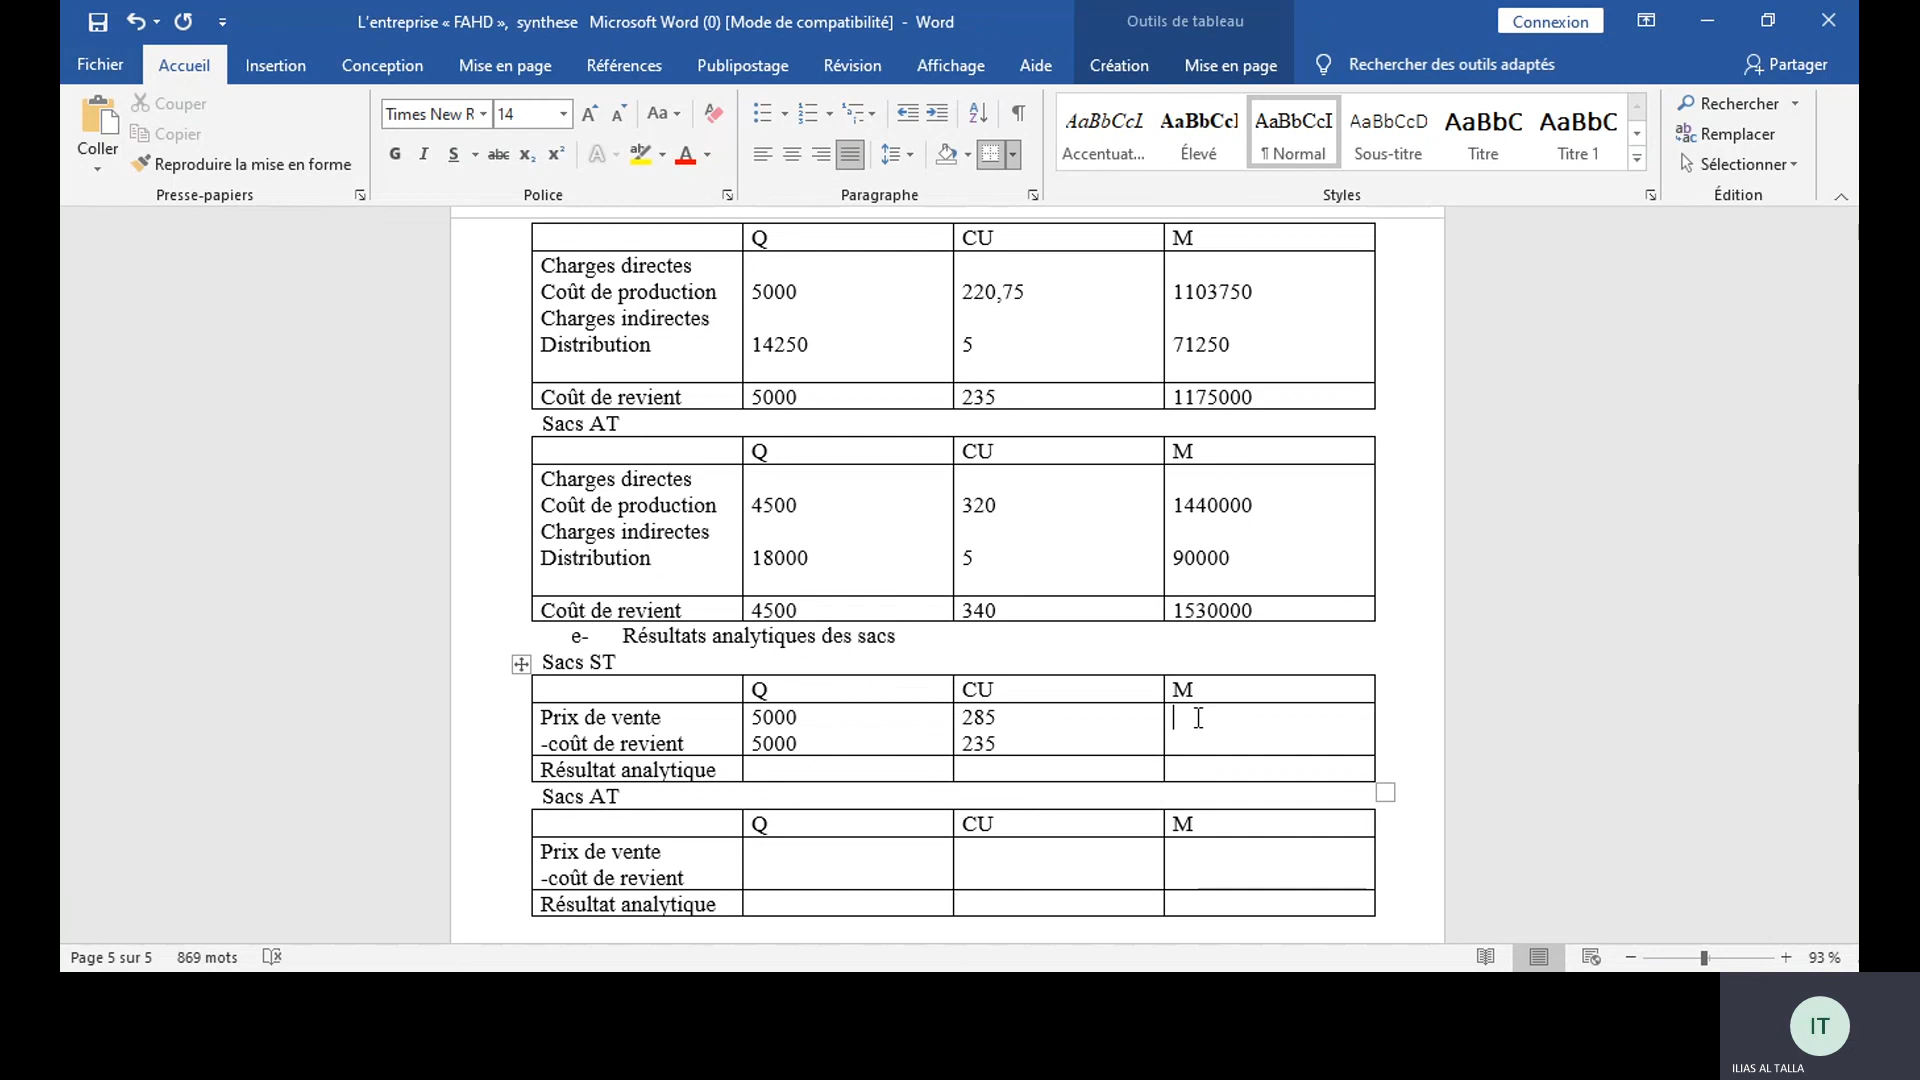 L'entreprise « FAHD », synthese Microsoft Word (0) [Mode de compatibilité] - Word
Outils de tableau
Connexion
Fichier Accueil Insertion Conception Mise en page Références Publipostage Révision Affichage Aide Création Mise en page Rechercher des outils adaptés Partager
Coller
Couper
Copier
Reproduire la mise en forme
Presse-papiers
Times New R 14
Aa
G I S abc X₂ X² A ab A
Police
Paragraphe
AaBbCcI AaBbCcI AaBbCcI AaBbCcD AaBbC AaBbC
Accentuat... Élevé ¶ Normal Sous-titre Titre Titre 1
Styles
Rechercher
Remplacer
Sélectionner
Édition
Q CU M
Charges directes
Coût de production 5000 220,75 1103750
Charges indirectes
Distribution 14250 5 71250
Coût de revient 5000 235 1175000
Sacs AT
Q CU M
Charges directes
Coût de production 4500 320 1440000
Charges indirectes
Distribution 18000 5 90000
Coût de revient 4500 340 1530000
e- Résultats analytiques des sacs
Sacs ST
Q CU M
Prix de vente 5000 285
-coût de revient 5000 235
Résultat analytique
Sacs AT
Q CU M
Prix de vente
-coût de revient
Résultat analytique
Page 5 sur 5 869 mots 93 %
IT
ILIAS AL TALLA